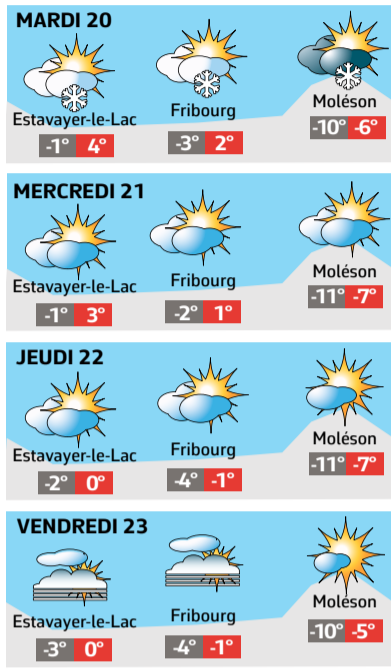 MARDI 20
Estavayer-le-Lac
-1° 4°
Fribourg
-3° 2°
Moléson
-10° -6°
MERCREDI 21
Estavayer-le-Lac
-1° 3°
Fribourg
-2° 1°
Moléson
-11° -7°
JEUDI 22
Estavayer-le-Lac
-2° 0°
Fribourg
-4° -1°
Moléson
-11° -7°
VENDREDI 23
Estavayer-le-Lac
-3° 0°
Fribourg
-4° -1°
Moléson
-10° -5°